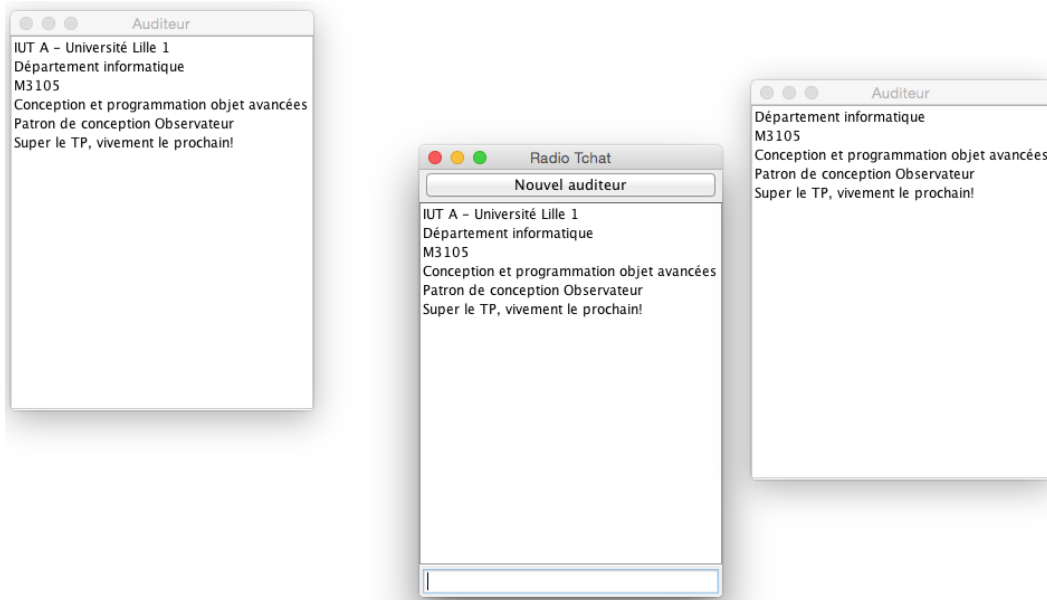 Auditeur
IUT A – Université Lille 1
Département informatique
M3105
Conception et programmation objet avancées
Patron de conception Observateur
Super le TP, vivement le prochain!
Radio Tchat
Nouvel auditeur
IUT A – Université Lille 1
Département informatique
M3105
Conception et programmation objet avancées
Patron de conception Observateur
Super le TP, vivement le prochain!
Auditeur
Département informatique
M3105
Conception et programmation objet avancées
Patron de conception Observateur
Super le TP, vivement le prochain!